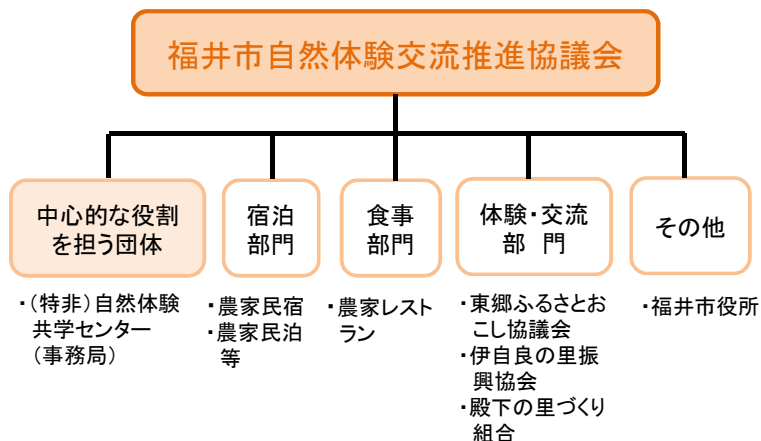 福井市自然体験交流推進協議会
中心的な役割
を担う団体
・(特非)自然体験
共学センター
(事務局)
宿泊
部門
・農家民宿
・農家民泊
等
食事
部門
・農家レスト
ラン
体験・交流
部 門
・東郷ふるさとお
こし協議会
・伊自良の里振
興協会
・殿下の里づくり
組合
その他
・福井市役所